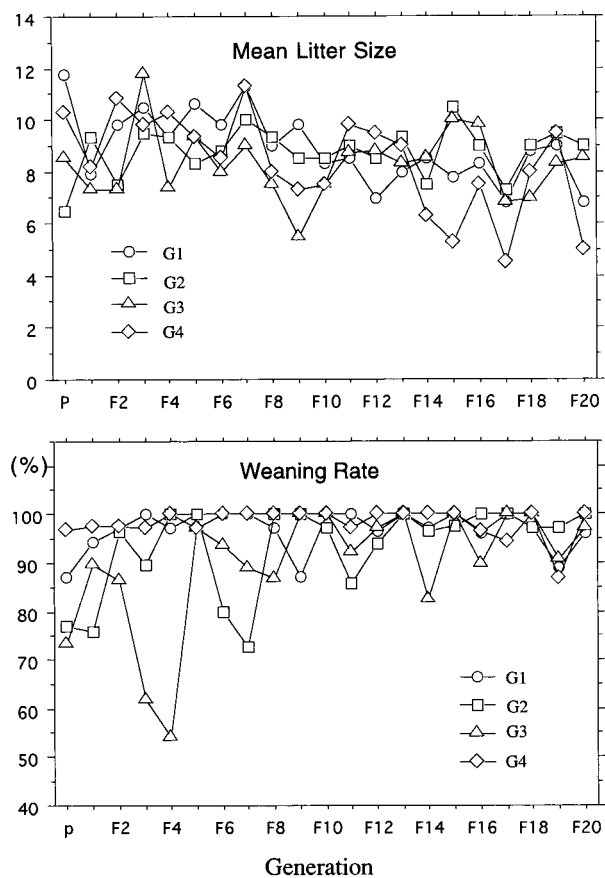 Mean Litter Size
14
12
10
8
6
4
2
0
G1
G2
G3
G4
P F2 F4 F6 F8 F10 F12 F14 F16 F18 F20
(%)
Weaning Rate
100
90
80
70
60
50
40
G1
G2
G3
G4
p F2 F4 F6 F8 F10 F12 F14 F16 F18 F20
Generation